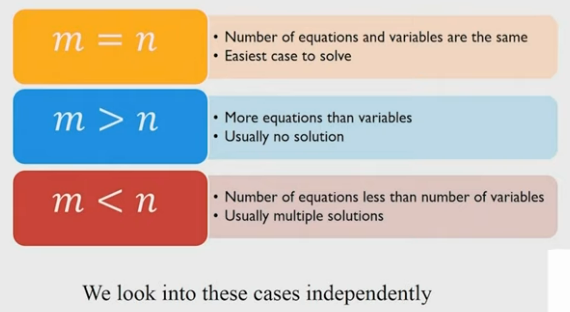 m = n
• Number of equations and variables are the same
• Easiest case to solve
m > n
• More equations than variables
• Usually no solution
m < n
• Number of equations less than number of variables
• Usually multiple solutions
We look into these cases independently